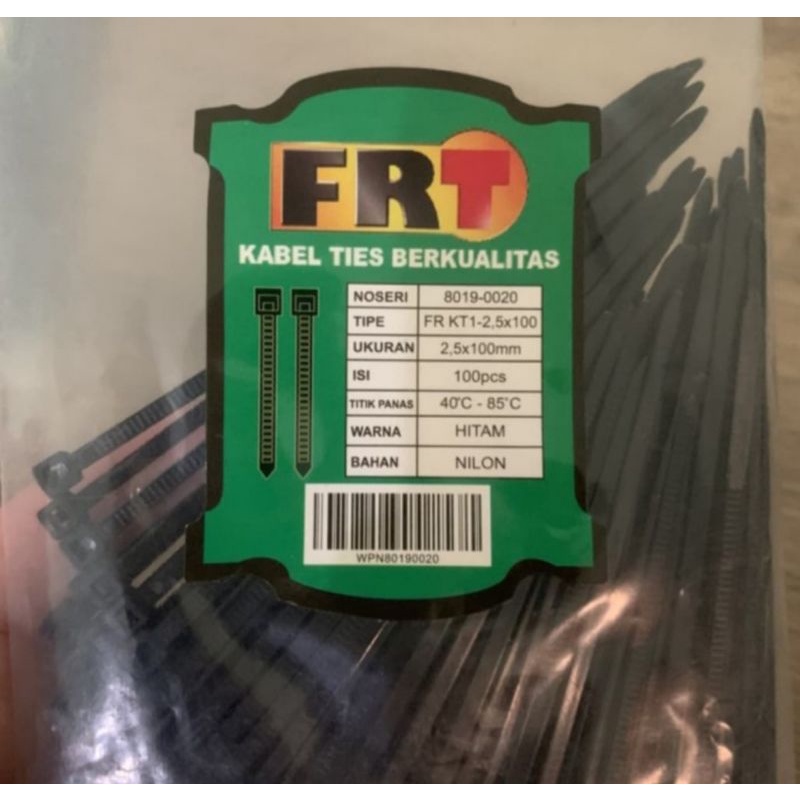 FRT
KABEL TIES BERKUALITAS
NOSERI 8019-0020
TIPE FR KT1-2,5x100
UKURAN 2,5x100mm
ISI 100pcs
TITIK PANAS 40°C - 85°C
WARNA HITAM
BAHAN NILON
WPN80190020